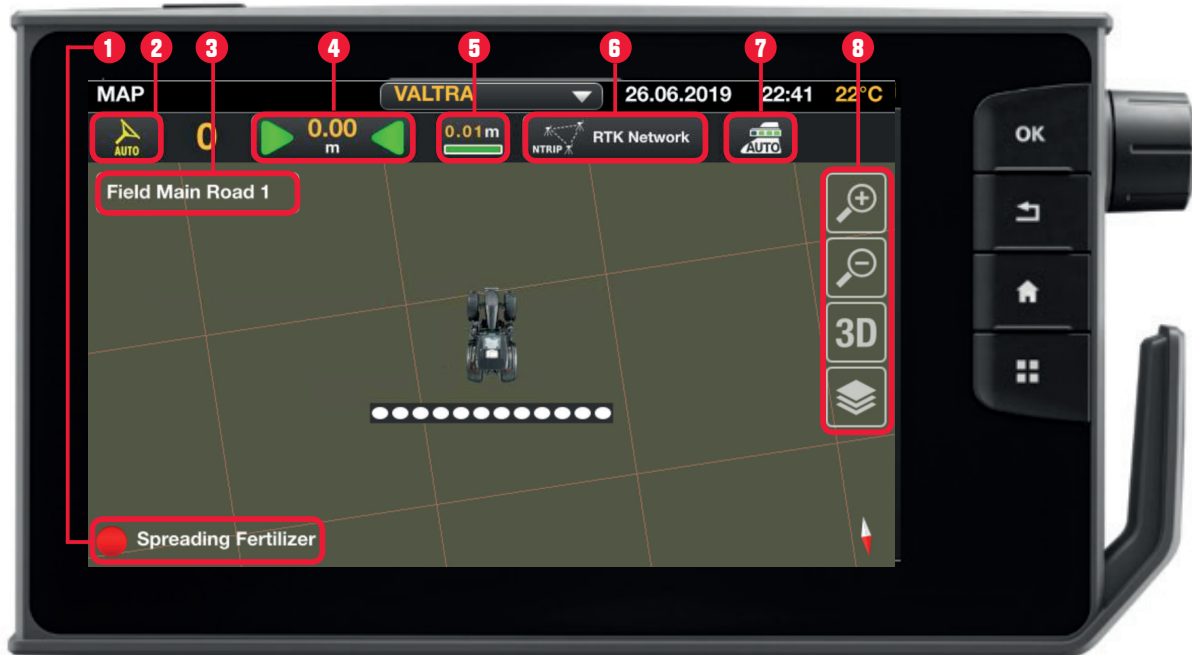 1 2 3 4 5 6 7 8
MAP VALTRA 26.06.2019 22:41 22°C
AUTO 0 0.00 m 0.01m NTRIP RTK Network AUTO
Field Main Road 1
3D
Spreading Fertilizer
OK